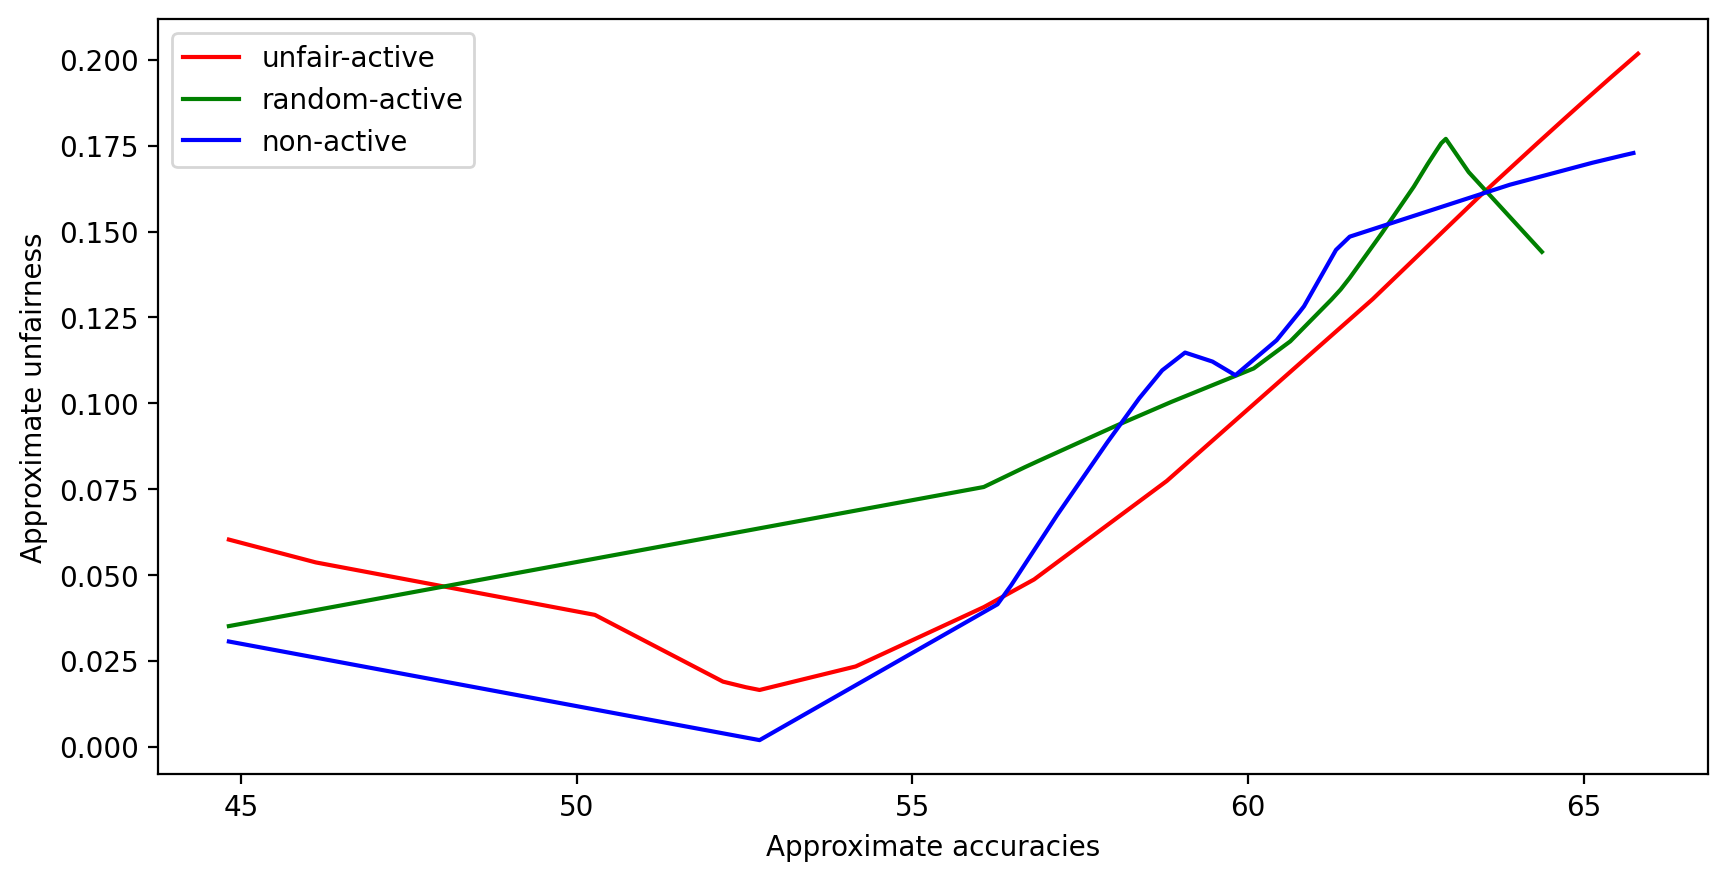 unfair-active
random-active
non-active
Approximate unfairness
0.200
0.175
0.150
0.125
0.100
0.075
0.050
0.025
0.000
45 50 55 60 65
Approximate accuracies